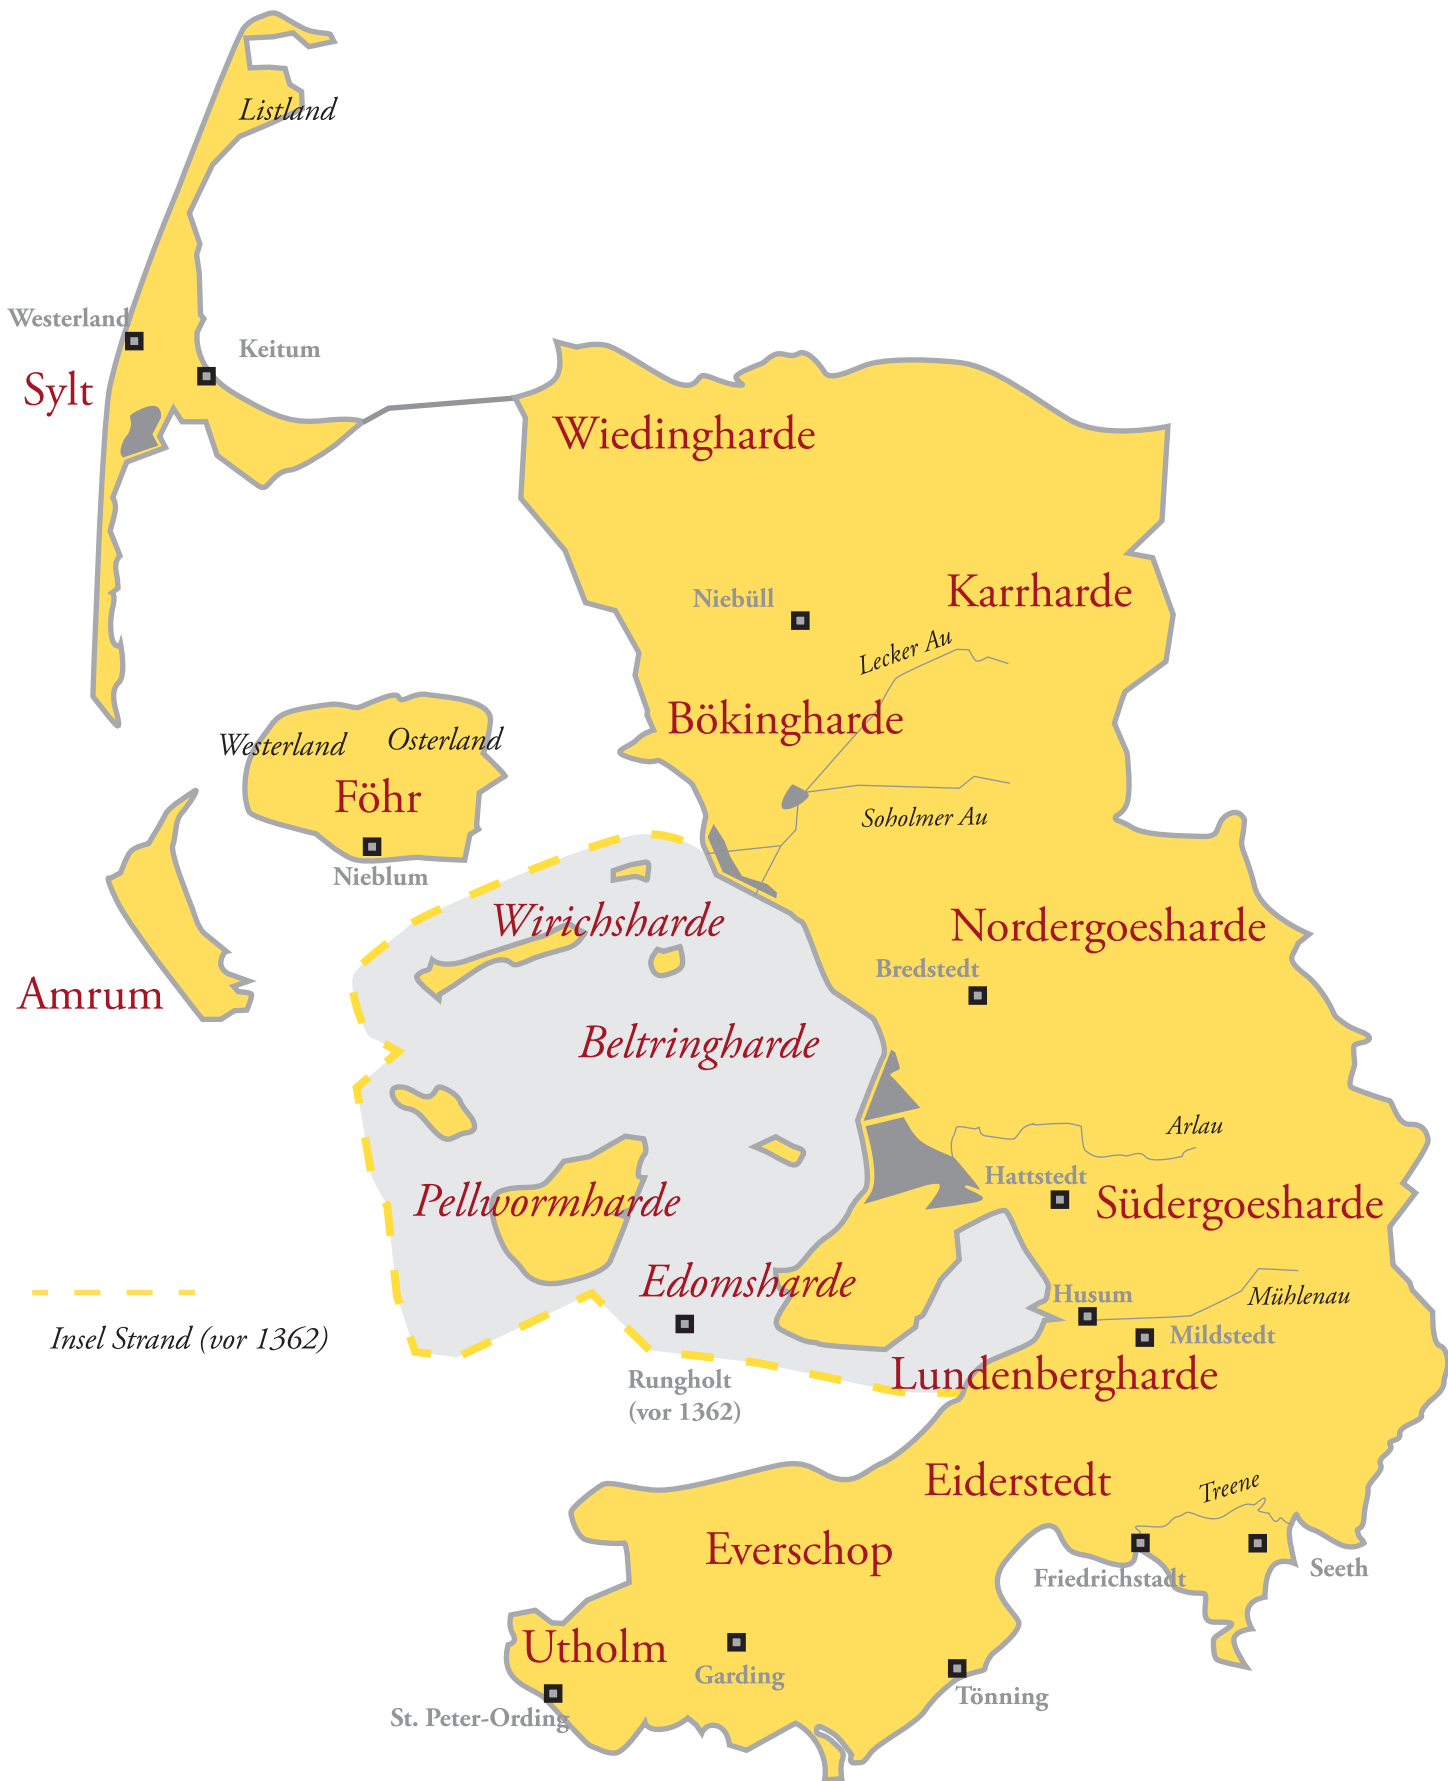 Listland
Westerland
Keitum
Sylt
Wiedingharde
Niebüll
Karrharde
Lecker Au
Bökingharde
Westerland
Osterland
Föhr
Soholmer Au
Nieblum
Wirichsharde
Nordergoesharde
Bredstedt
Amrum
Beltringharde
Arlau
Hattstedt
Pellwormharde
Südergoesharde
Edomsharde
Husum
Mühlenau
Insel Strand (vor 1362)
Mildstedt
Rungholt
(vor 1362)
Lundenbergharde
Eiderstedt
Treene
Everschop
Friedrichstadt
Seeth
Utholm
Garding
Tönning
St. Peter-Ording